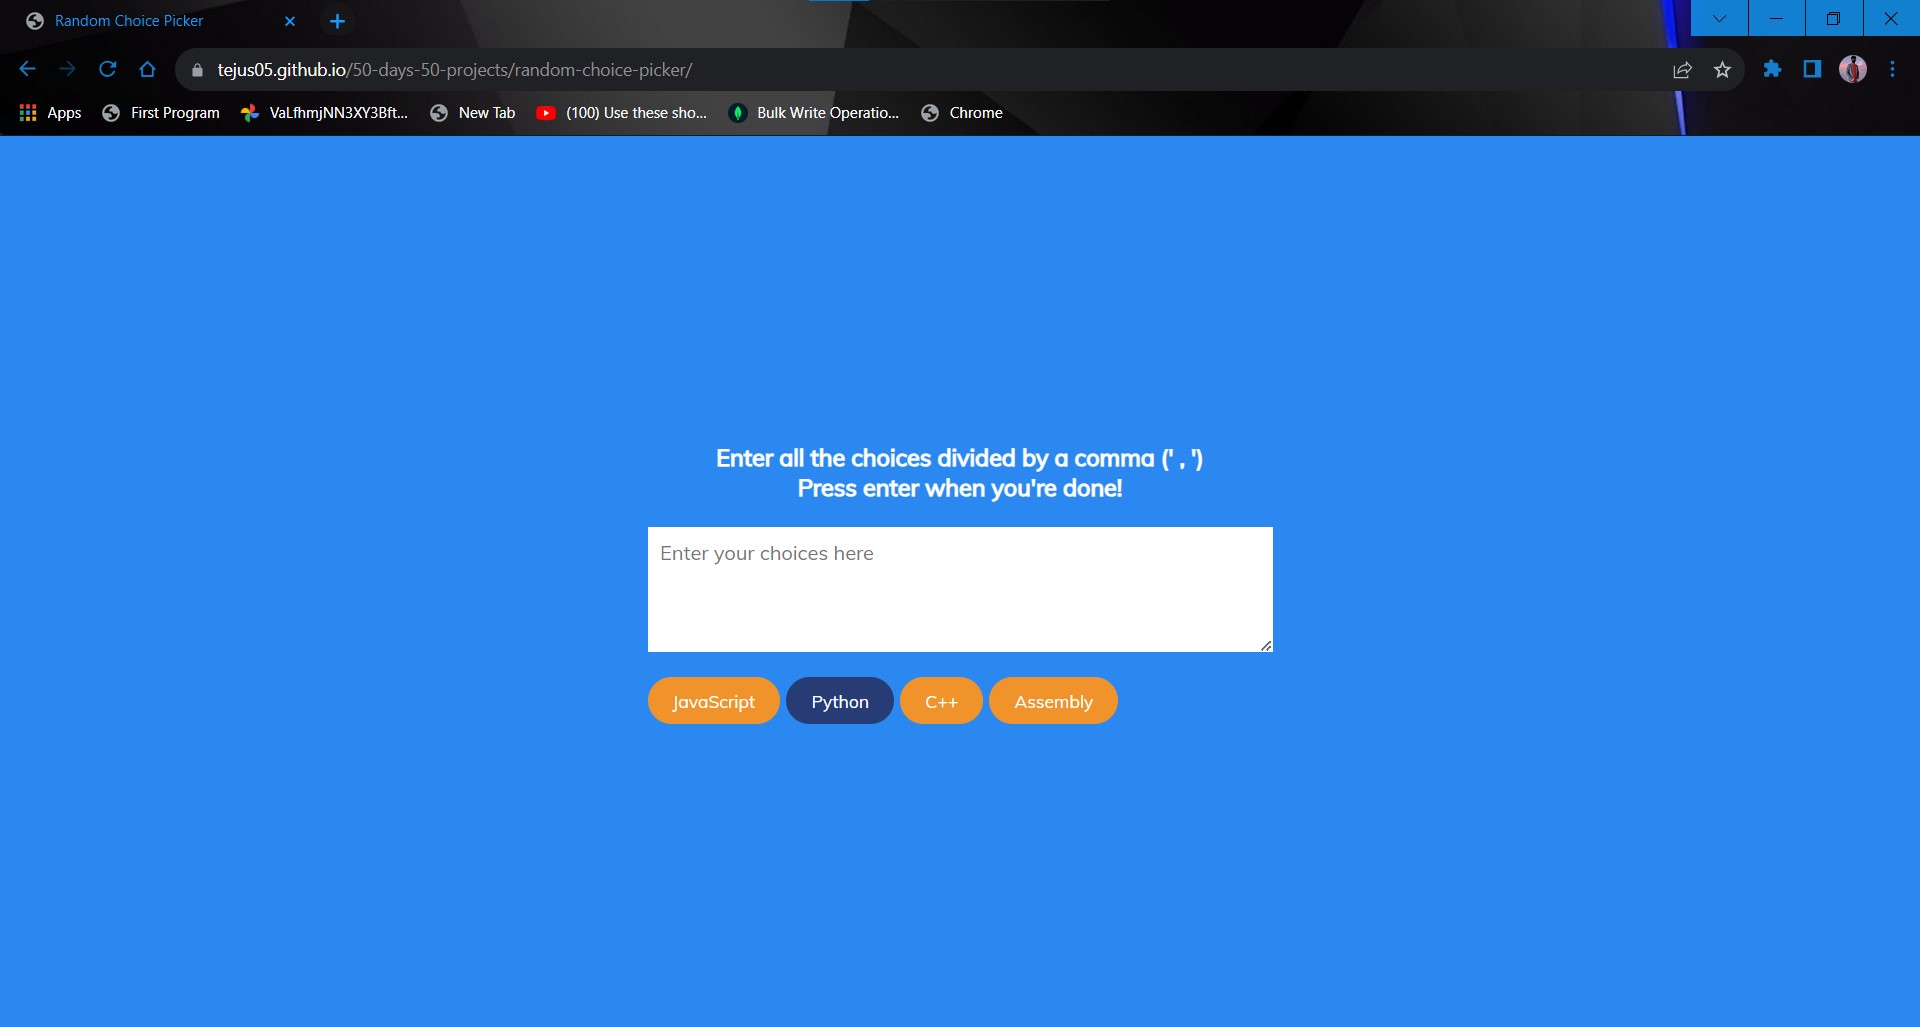 Random Choice Picker
tejus05.github.io/50-days-50-projects/random-choice-picker/
Apps First Program VaLfhmjNN3XY3Bft... New Tab (100) Use these sho... Bulk Write Operatio... Chrome
Enter all the choices divided by a comma (' , ')
Press enter when you're done!
Enter your choices here
JavaScript Python C++ Assembly